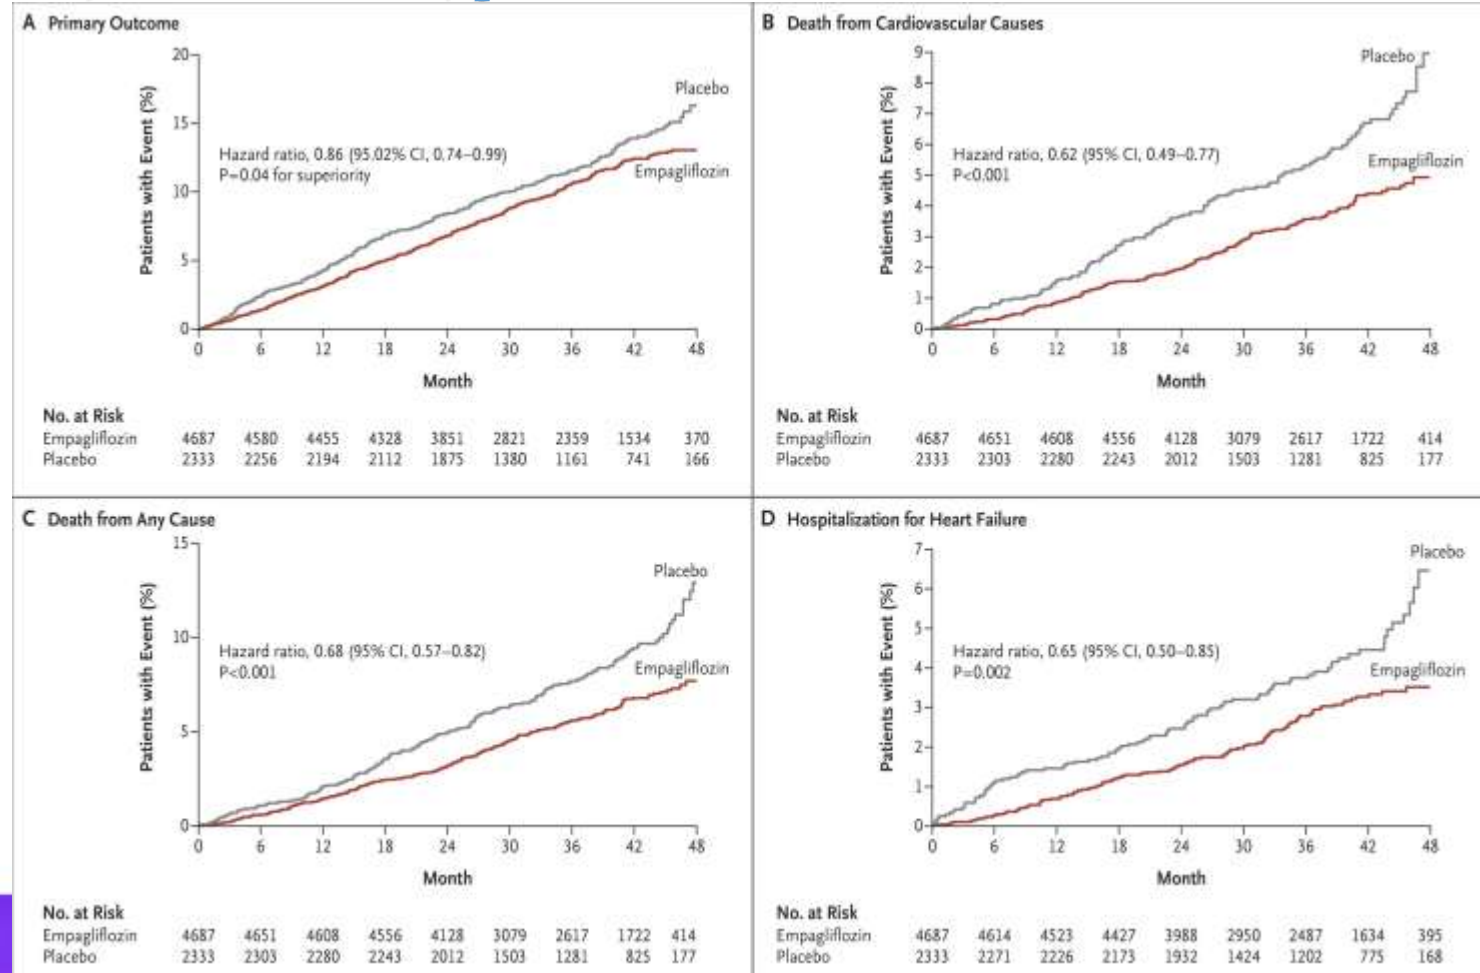 A Primary Outcome
Patients with Event (%)
20
15
10
5
0
Placebo
Hazard ratio, 0.86 (95.02% CI, 0.74–0.99)
P=0.04 for superiority
Empagliflozin
0 6 12 18 24 30 36 42 48
Month
No. at Risk
Empagliflozin 4687 4580 4455 4328 3851 2821 2359 1534 370
Placebo 2333 2256 2194 2112 1875 1380 1161 741 166
B Death from Cardiovascular Causes
Patients with Event (%)
9
8
7
6
5
4
3
2
1
0
Placebo
Hazard ratio, 0.62 (95% CI, 0.49–0.77)
P<0.001
Empagliflozin
0 6 12 18 24 30 36 42 48
Month
No. at Risk
Empagliflozin 4687 4651 4608 4556 4128 3079 2617 1722 414
Placebo 2333 2303 2280 2243 2012 1503 1281 825 177
C Death from Any Cause
Patients with Event (%)
15
10
5
0
Placebo
Hazard ratio, 0.68 (95% CI, 0.57–0.82)
P<0.001
Empagliflozin
0 6 12 18 24 30 36 42 48
Month
No. at Risk
Empagliflozin 4687 4651 4608 4556 4128 3079 2617 1722 414
Placebo 2333 2303 2280 2243 2012 1503 1281 825 177
D Hospitalization for Heart Failure
Patients with Event (%)
7
6
5
4
3
2
1
0
Placebo
Hazard ratio, 0.65 (95% CI, 0.50–0.85)
P=0.002
Empagliflozin
0 6 12 18 24 30 36 42 48
Month
No. at Risk
Empagliflozin 4687 4614 4523 4427 3988 2950 2487 1634 395
Placebo 2333 2271 2226 2173 1932 1424 1202 775 168